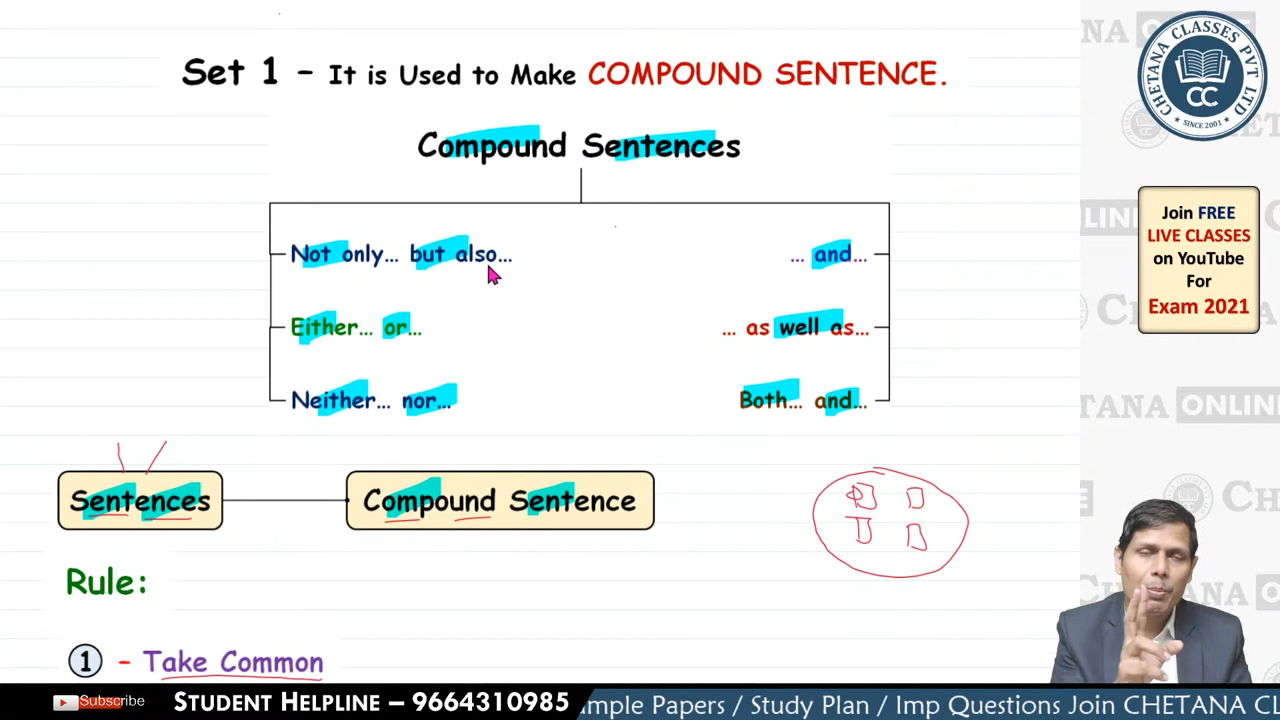 Set 1 – It is Used to Make COMPOUND SENTENCE.
Compound Sentences
Not only... but also...
... and...
Either... or...
... as well as...
Neither... nor...
Both... and...
Sentences
Compound Sentence
Rule:
1 - Take Common
CHETANA CLASSES PVT LTD
CC
* SINCE 2001 *
Join FREE
LIVE CLASSES
on YouTube
For
Exam 2021
TANA ONLIN
CHETANA O
Subscribe
STUDENT HELPLINE – 9664310985
mple Papers / Study Plan / Imp Questions Join CHETANA CL